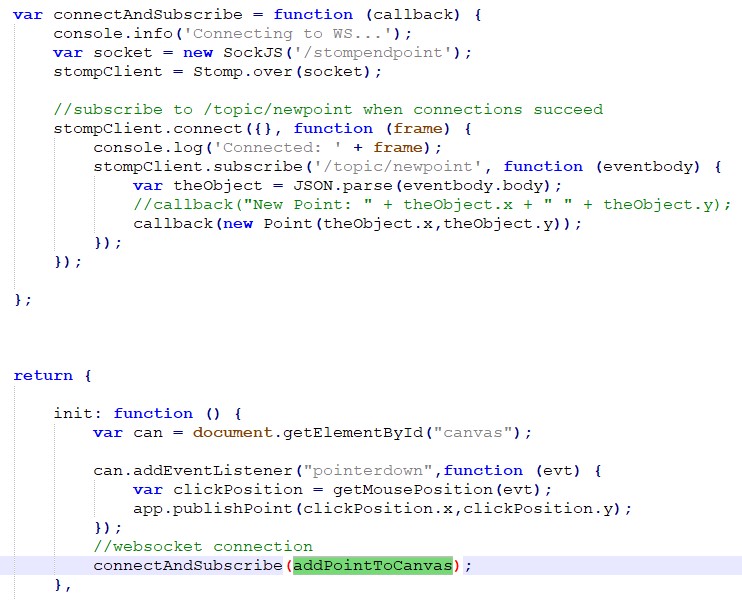 var connectAndSubscribe = function (callback) {
    console.info('Connecting to WS...');
    var socket = new SockJS('/stompendpoint');
    stompClient = Stomp.over(socket);

    //subscribe to /topic/newpoint when connections succeed
    stompClient.connect({}, function (frame) {
        console.log('Connected: ' + frame);
        stompClient.subscribe('/topic/newpoint', function (eventbody) {
            var theObject = JSON.parse(eventbody.body);
            //callback("New Point: " + theObject.x + " " + theObject.y);
            callback(new Point(theObject.x,theObject.y));
        });
    });

};

return {

    init: function () {
        var can = document.getElementById("canvas");

        can.addEventListener("pointerdown",function (evt) {
            var clickPosition = getMousePosition(evt);
            app.publishPoint(clickPosition.x,clickPosition.y);
        });
        //websocket connection
        connectAndSubscribe(addPointToCanvas);
    },